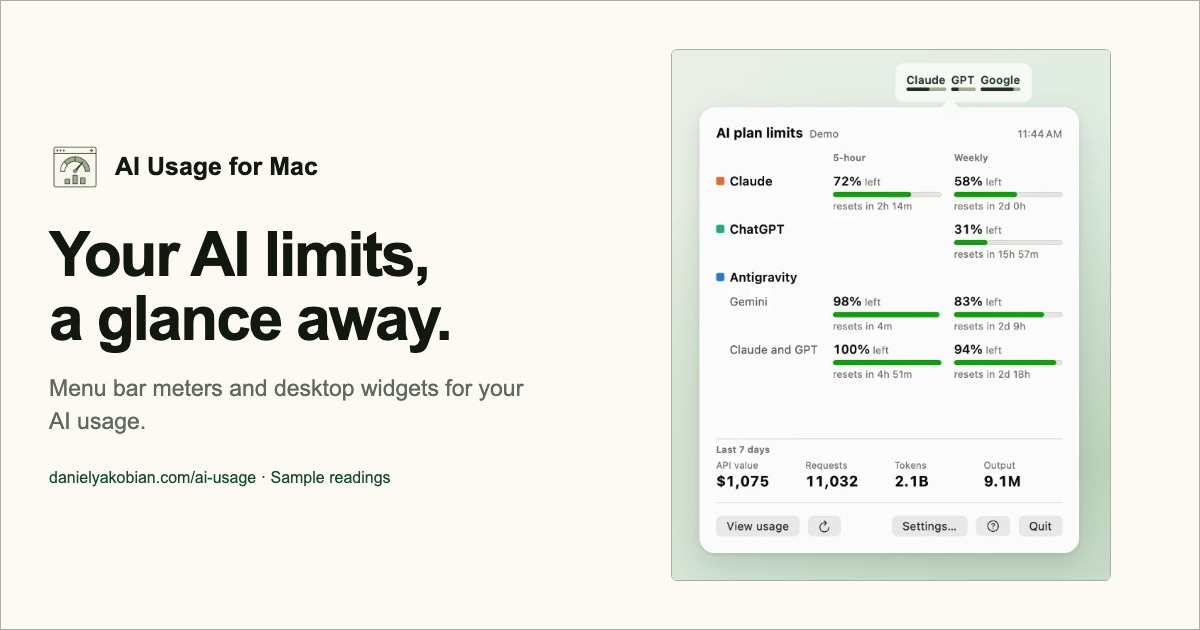 AI Usage for Mac
Your AI limits,
a glance away.
Menu bar meters and desktop widgets for your
AI usage.
danielyakobian.com/ai-usage · Sample readings
Claude GPT Google
AI plan limits Demo 11:44 AM
5-hour Weekly
Claude 72% left 58% left
resets in 2h 14m resets in 2d 0h
ChatGPT 31% left
resets in 15h 57m
Antigravity
Gemini 98% left 83% left
resets in 4m resets in 2d 9h
Claude and GPT 100% left 94% left
resets in 4h 51m resets in 2d 18h
Last 7 days
API value Requests Tokens Output
$1,075 11,032 2.1B 9.1M
View usage Settings... ? Quit